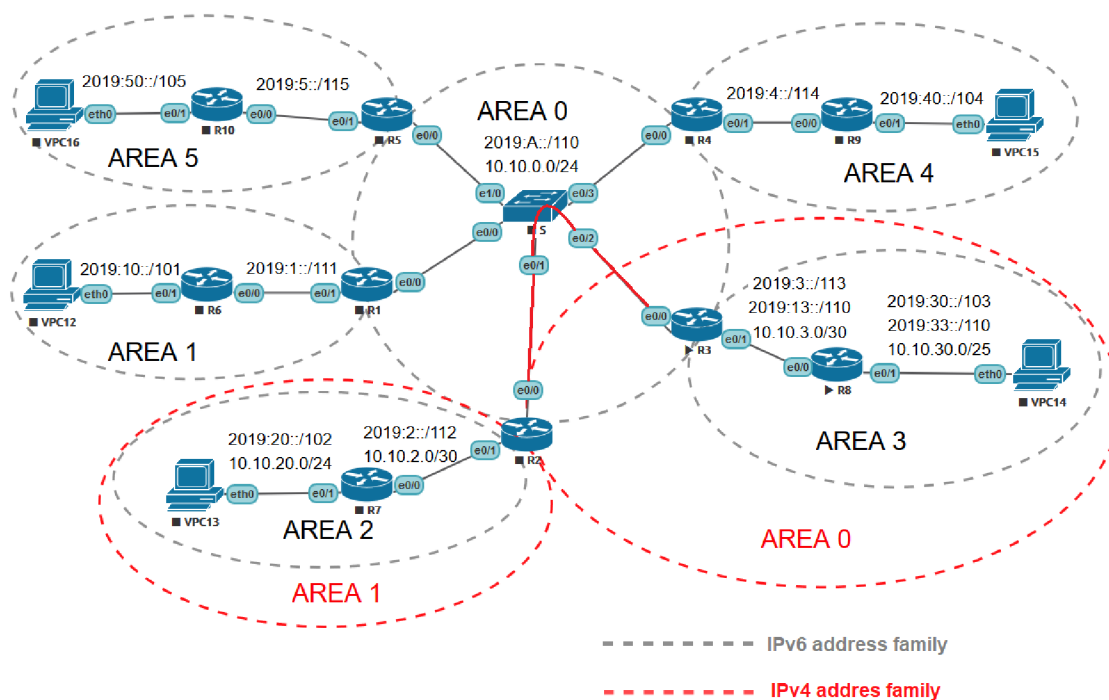 AREA 0
2019:A::/110
10.10.0.0/24
2019:50::/105
2019:5::/115
eth0
e0/1
e0/0
e0/1
e0/0
VPC16
R10
R5
AREA 5
e1/0
2019:4::/114
2019:40::/104
e0/0
e0/1
e0/0
e0/1
eth0
R4
R9
VPC15
AREA 4
e0/3
S
e0/0
e0/1
e0/2
2019:10::/101
2019:1::/111
eth0
e0/1
e0/0
e0/1
e0/0
VPC12
R6
R1
AREA 1
2019:3::/113
2019:13::/110
10.10.3.0/30
2019:30::/103
2019:33::/110
10.10.30.0/25
e0/0
e0/1
e0/0
e0/1
eth0
R3
R8
VPC14
AREA 3
e0/0
2019:20::/102
10.10.20.0/24
2019:2::/112
10.10.2.0/30
eth0
e0/1
e0/0
e0/1
VPC13
R7
R2
AREA 2
AREA 1
AREA 0
IPv6 address family
IPv4 addres family